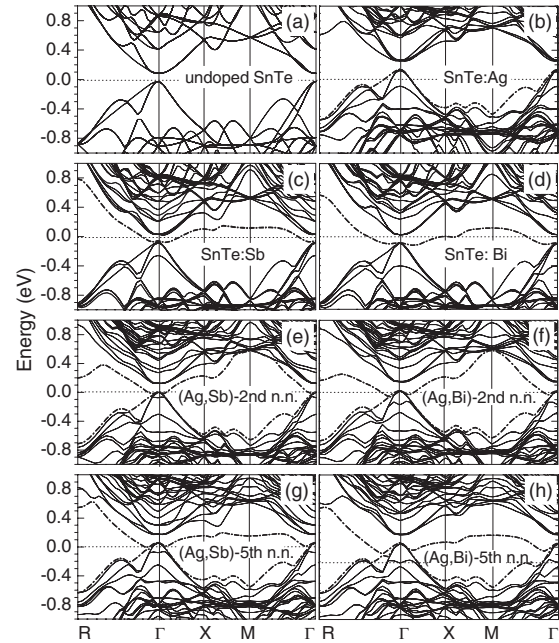 (a) (b)
0.8
0.4
0.0
-0.4
-0.8
undoped SnTe SnTe:Ag
(c) (d)
0.8
0.4
0.0
-0.4
-0.8
SnTe:Sb SnTe: Bi
Energy (eV)
(e) (f)
0.8
0.4
0.0
-0.4
-0.8
(Ag,Sb)-2nd n.n. (Ag,Bi)-2nd n.n.
(g) (h)
0.8
0.4
0.0
-0.4
-0.8
(Ag,Sb)-5th n.n. (Ag,Bi)-5th n.n.
R Γ X M Γ R Γ X M Γ